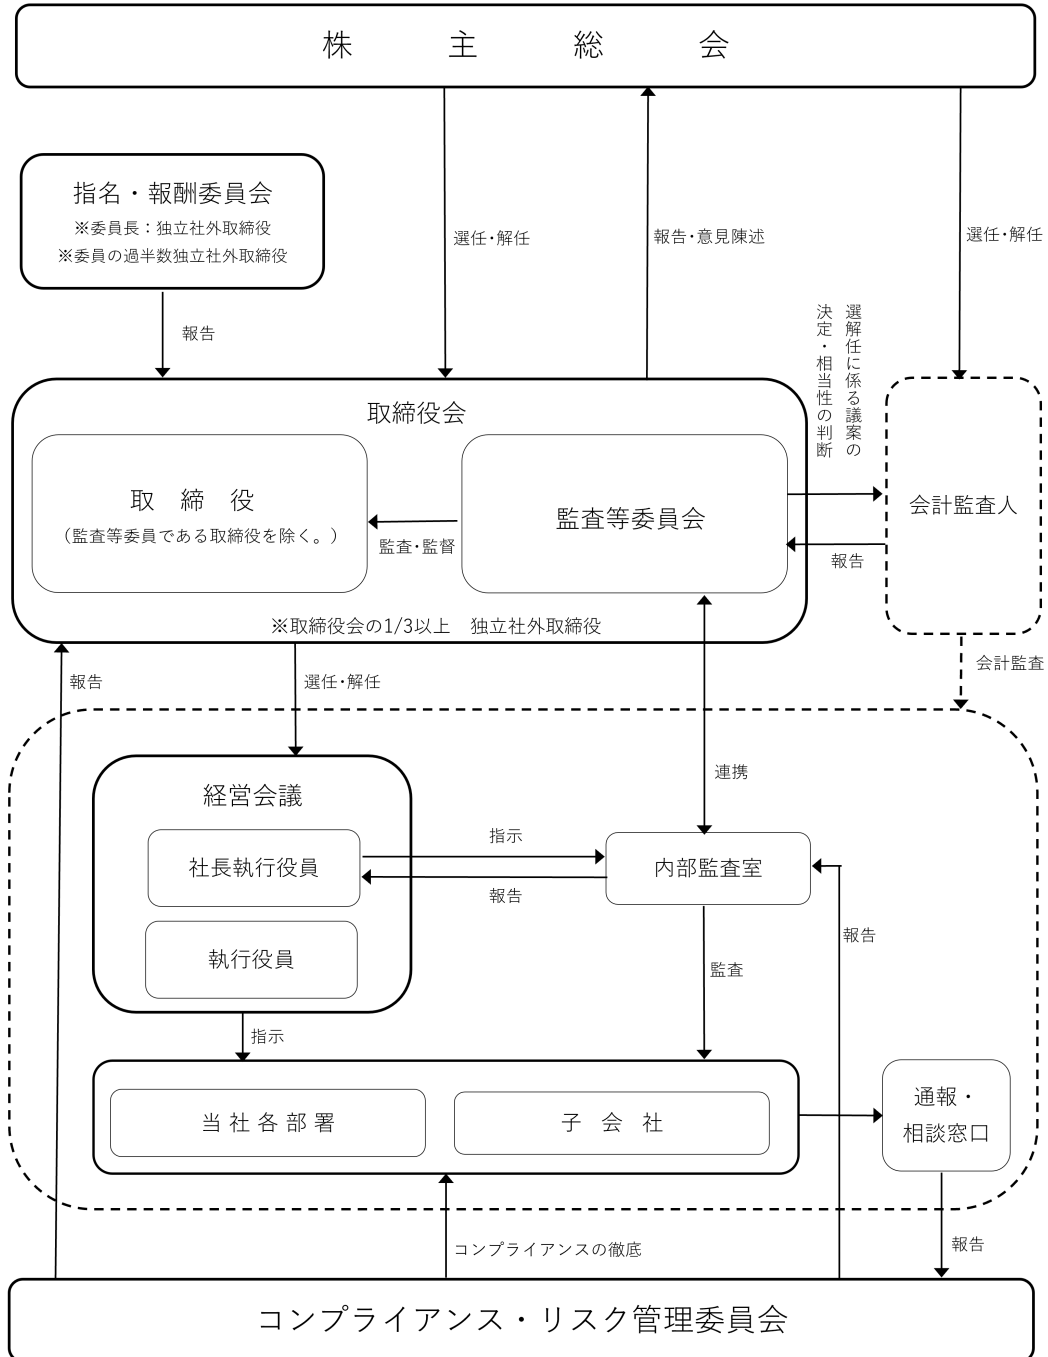 株主総会
指名・報酬委員会
※委員長：独立社外取締役
※委員の過半数独立社外取締役
選任・解任
報告・意見陳述
選任・解任
報告
選解任に係る議案の
決定・相当性の判断
取締役会
取締役
（監査等委員である取締役を除く。）
監査・監督
監査等委員会
会計監査人
報告
※取締役会の1/3以上　独立社外取締役
会計監査
報告
選任・解任
連携
経営会議
社長執行役員
執行役員
指示
報告
内部監査室
報告
監査
指示
当社各部署
子会社
通報・
相談窓口
コンプライアンスの徹底
報告
コンプライアンス・リスク管理委員会